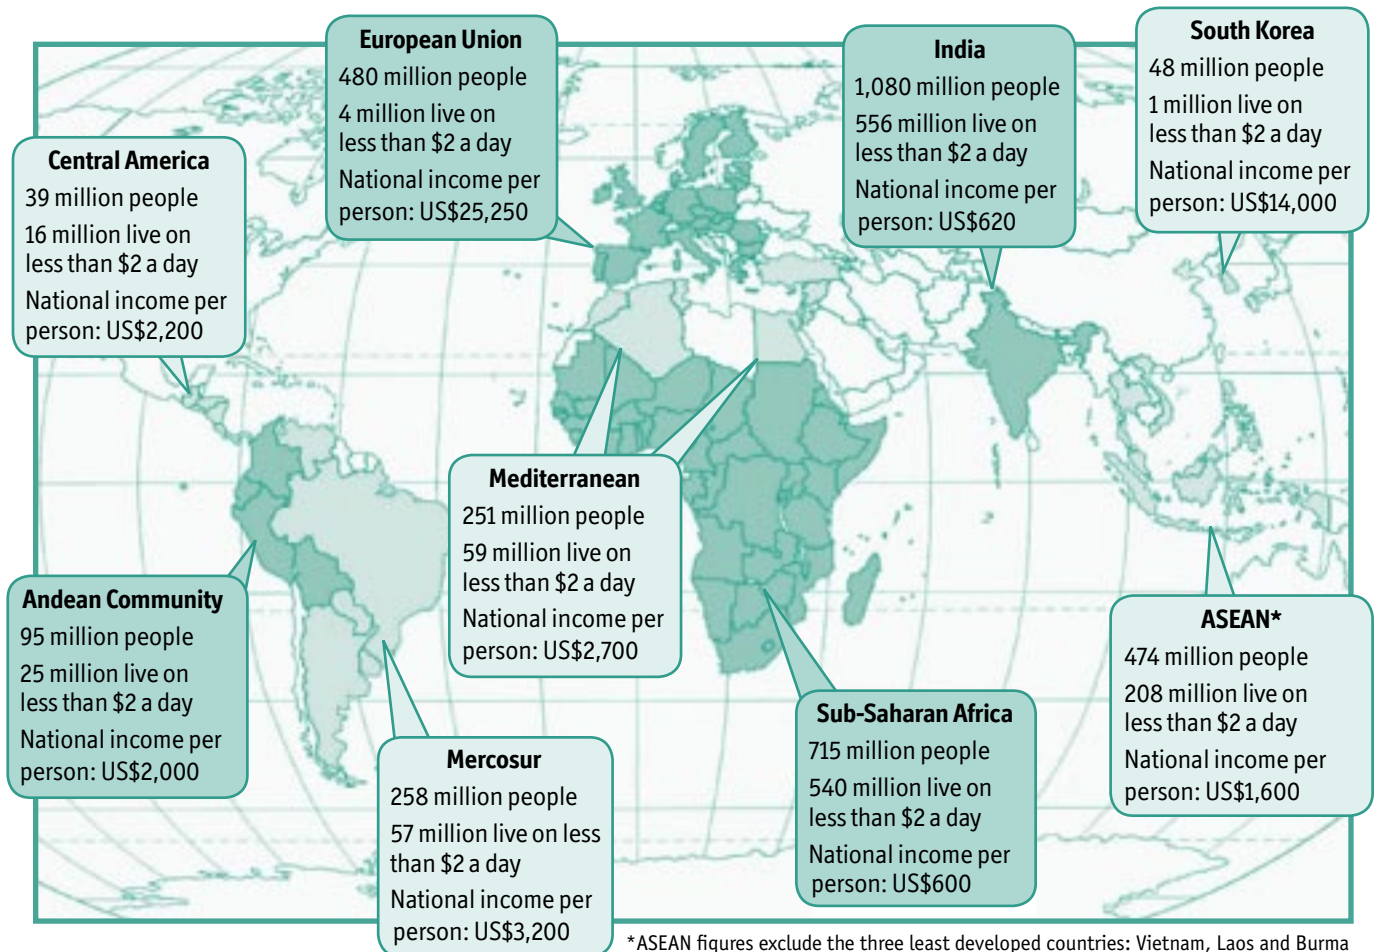 European Union
480 million people
4 million live on
less than $2 a day
National income per
person: US$25,250
India
1,080 million people
556 million live on
less than $2 a day
National income per
person: US$620
South Korea
48 million people
1 million live on
less than $2 a day
National income per
person: US$14,000
Central America
39 million people
16 million live on
less than $2 a day
National income per
person: US$2,200
Mediterranean
251 million people
59 million live on
less than $2 a day
National income per
person: US$2,700
Andean Community
95 million people
25 million live on
less than $2 a day
National income per
person: US$2,000
Mercosur
258 million people
57 million live on less
than $2 a day
National income per
person: US$3,200
Sub-Saharan Africa
715 million people
540 million live on
less than $2 a day
National income per
person: US$600
ASEAN*
474 million people
208 million live on
less than $2 a day
National income per
person: US$1,600
*ASEAN figures exclude the three least developed countries: Vietnam, Laos and Burma